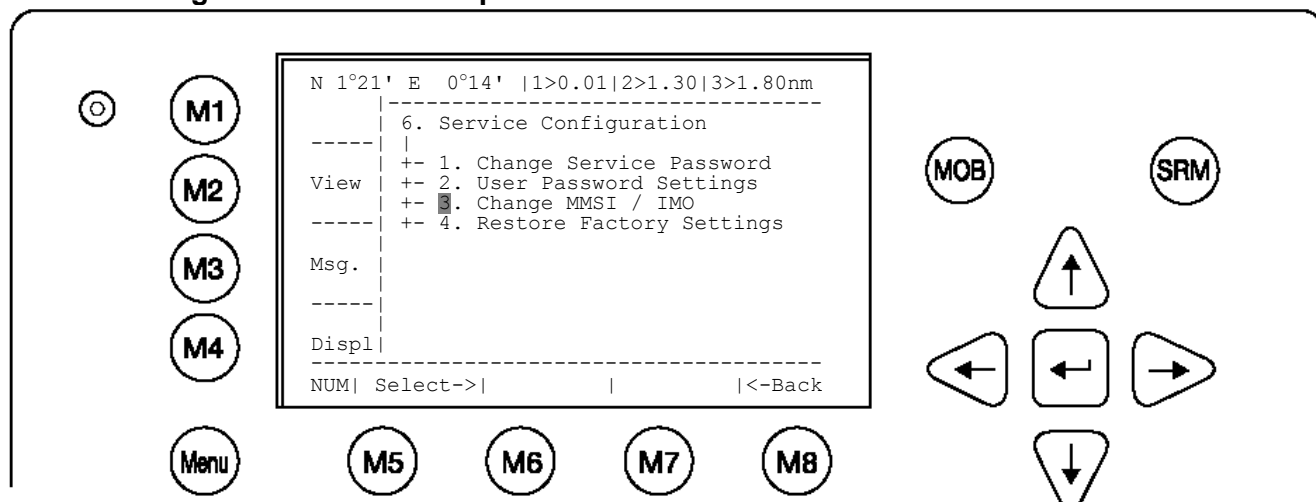 N 1°21' E 0°14' |1>0.01|2>1.30|3>1.80nm
6. Service Configuration
+- 1. Change Service Password
View | +- 2. User Password Settings
+- 3. Change MMSI / IMO
+- 4. Restore Factory Settings
Msg.
Displ|
NUM| Select->| | |<-Back
M1
M2
M3
M4
Menu
M5
M6
M7
M8
MOB
SRM